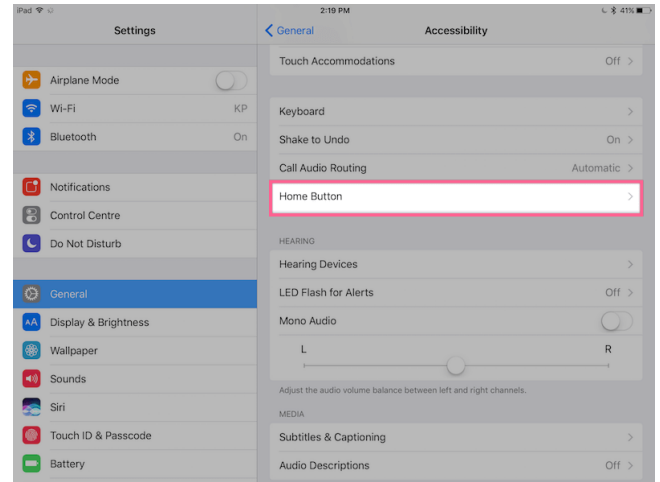 iPad 2:19 PM 41%
Settings
General Accessibility
Touch Accommodations Off
Airplane Mode
Wi-Fi KP
Keyboard
Bluetooth On
Shake to Undo On
Call Audio Routing Automatic
Notifications
Home Button
Control Centre
Do Not Disturb
HEARING
Hearing Devices
General
LED Flash for Alerts Off
AA Display & Brightness
Mono Audio
Wallpaper
L R
Sounds
Adjust the audio volume balance between left and right channels.
Siri
MEDIA
Touch ID & Passcode
Subtitles & Captioning
Battery
Audio Descriptions Off